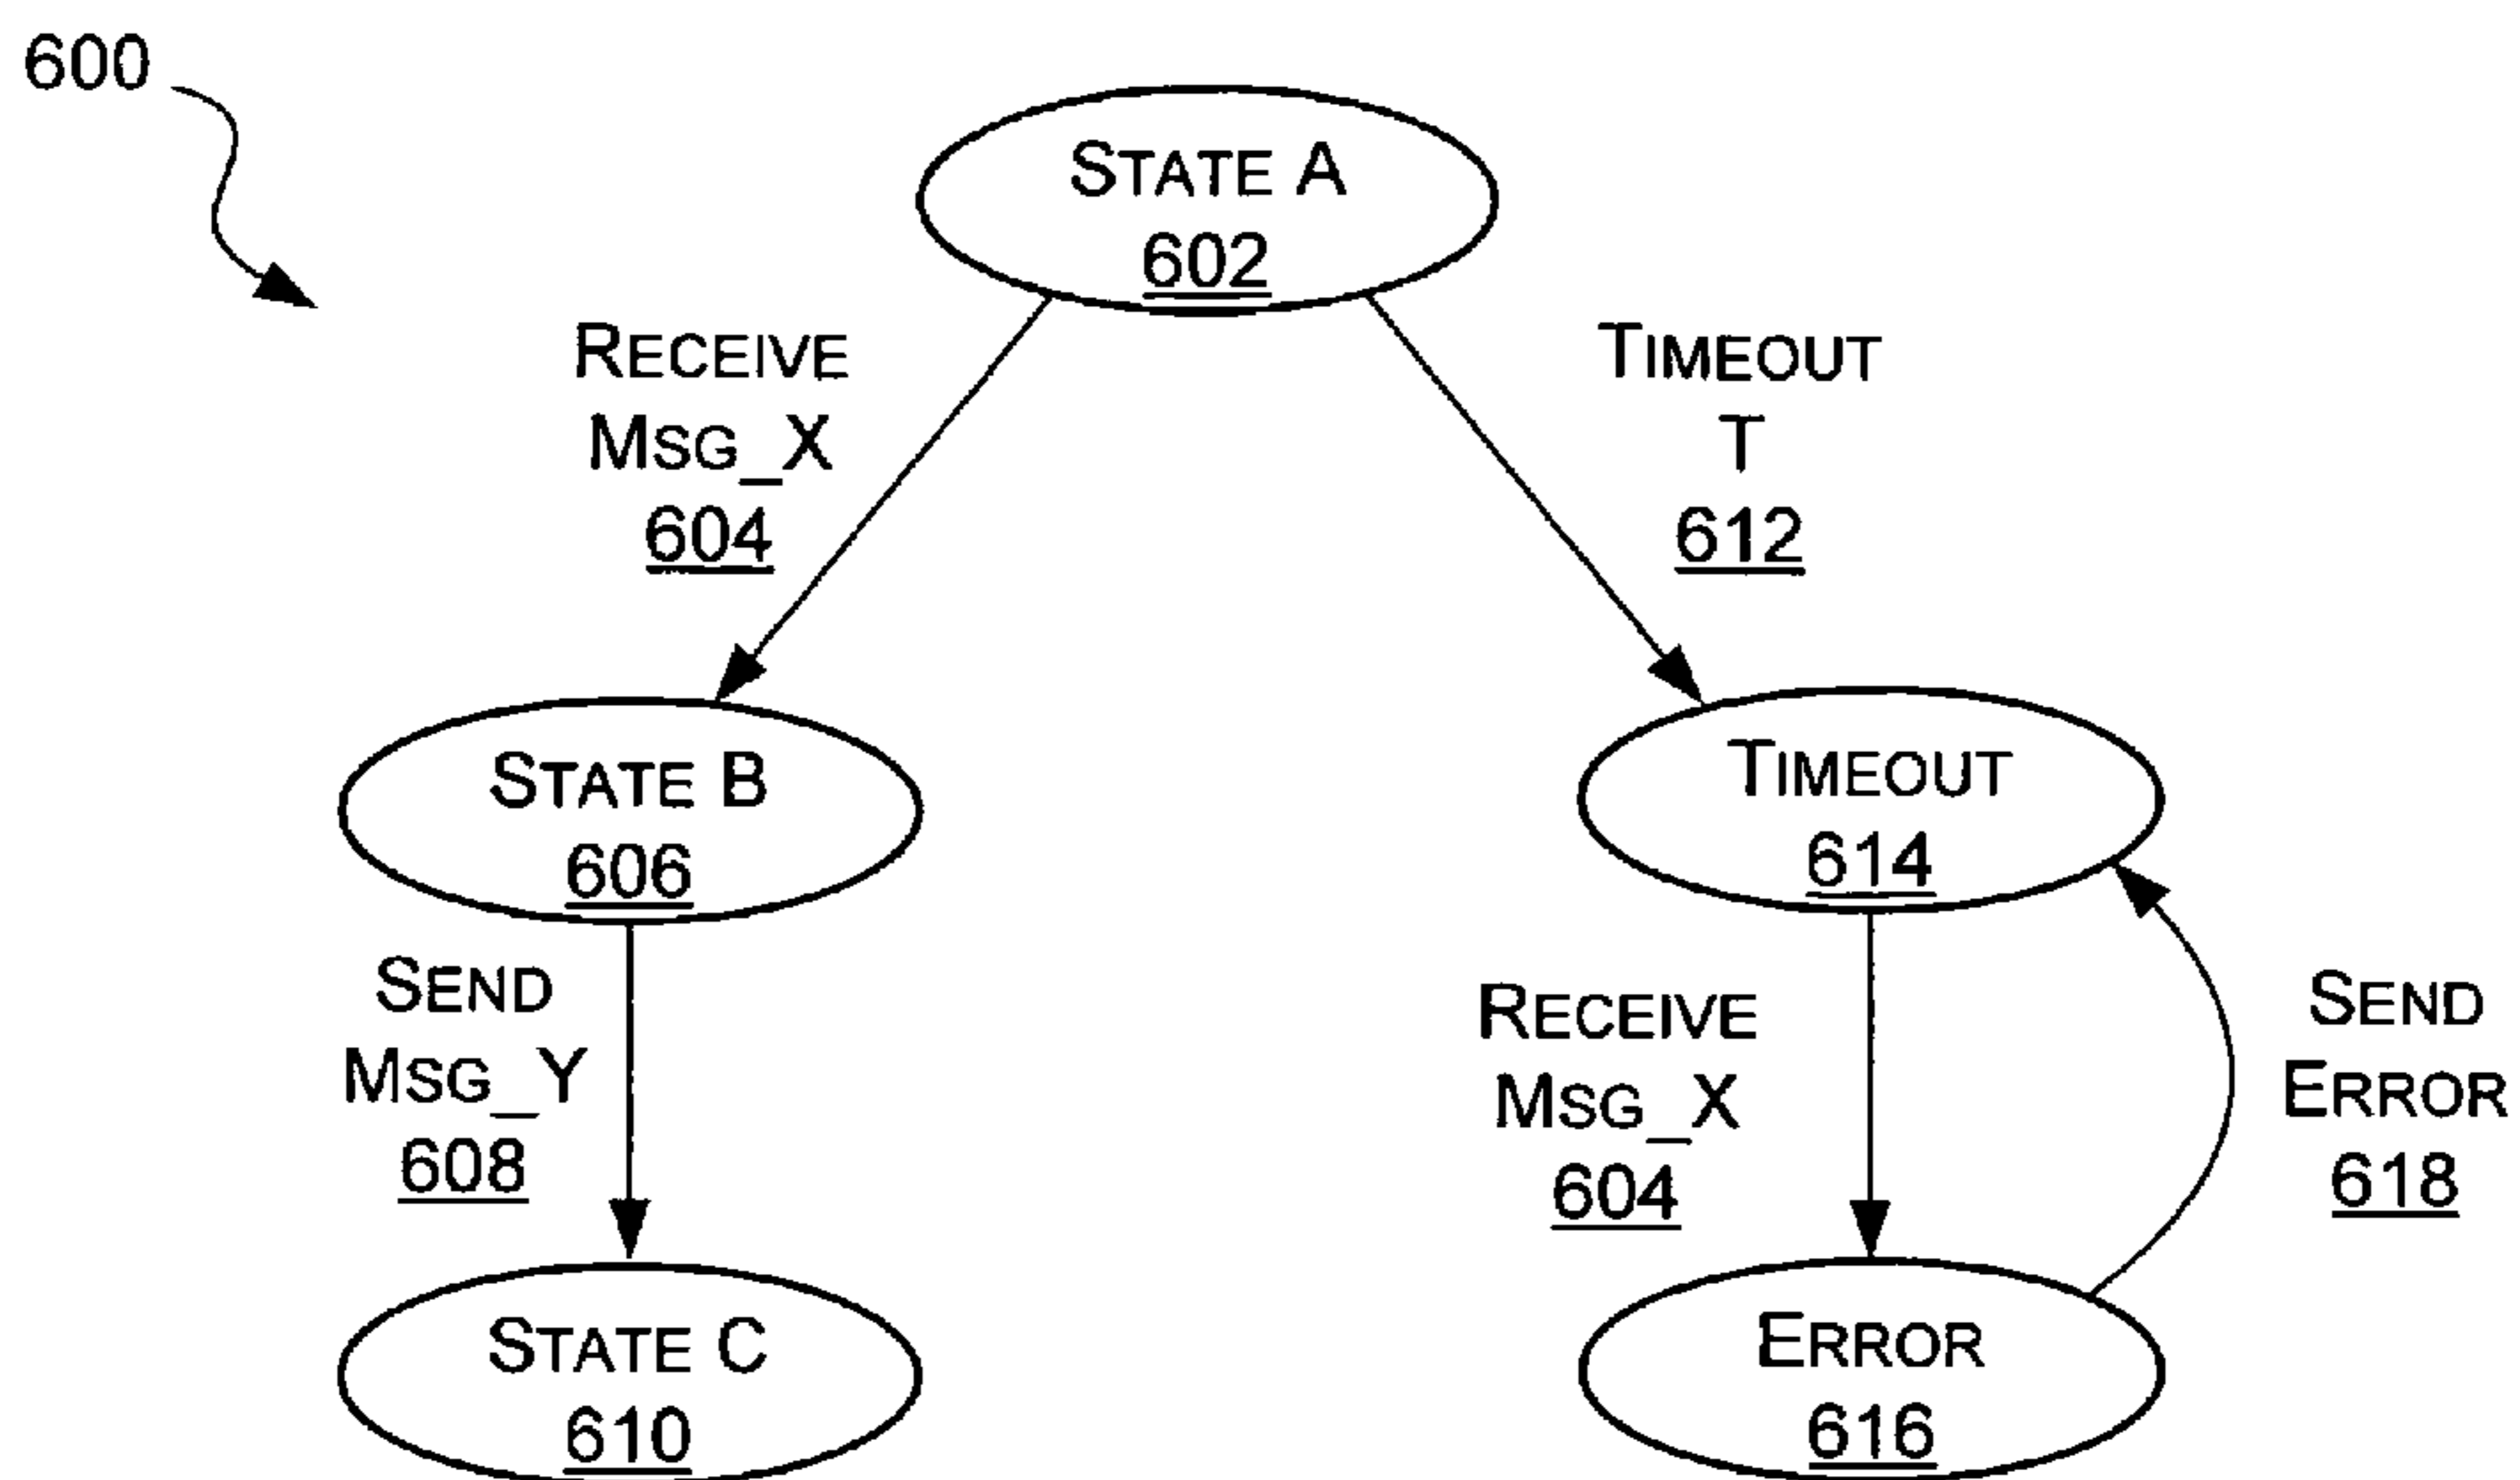 600
STATE A
602
RECEIVE
MSG_X
604
TIMEOUT
T
612
STATE B
606
TIMEOUT
614
SEND
MSG_Y
608
RECEIVE
MSG_X
604
SEND
ERROR
618
STATE C
610
ERROR
616